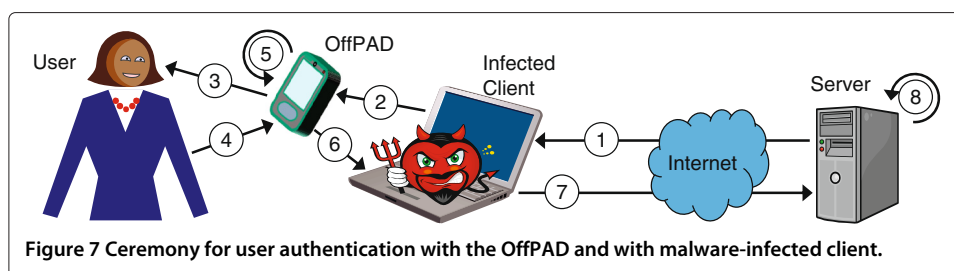 User
OffPAD
Infected
Client
Server
Internet
1
2
3
4
5
6
7
8
Figure 7 Ceremony for user authentication with the OffPAD and with malware-infected client.